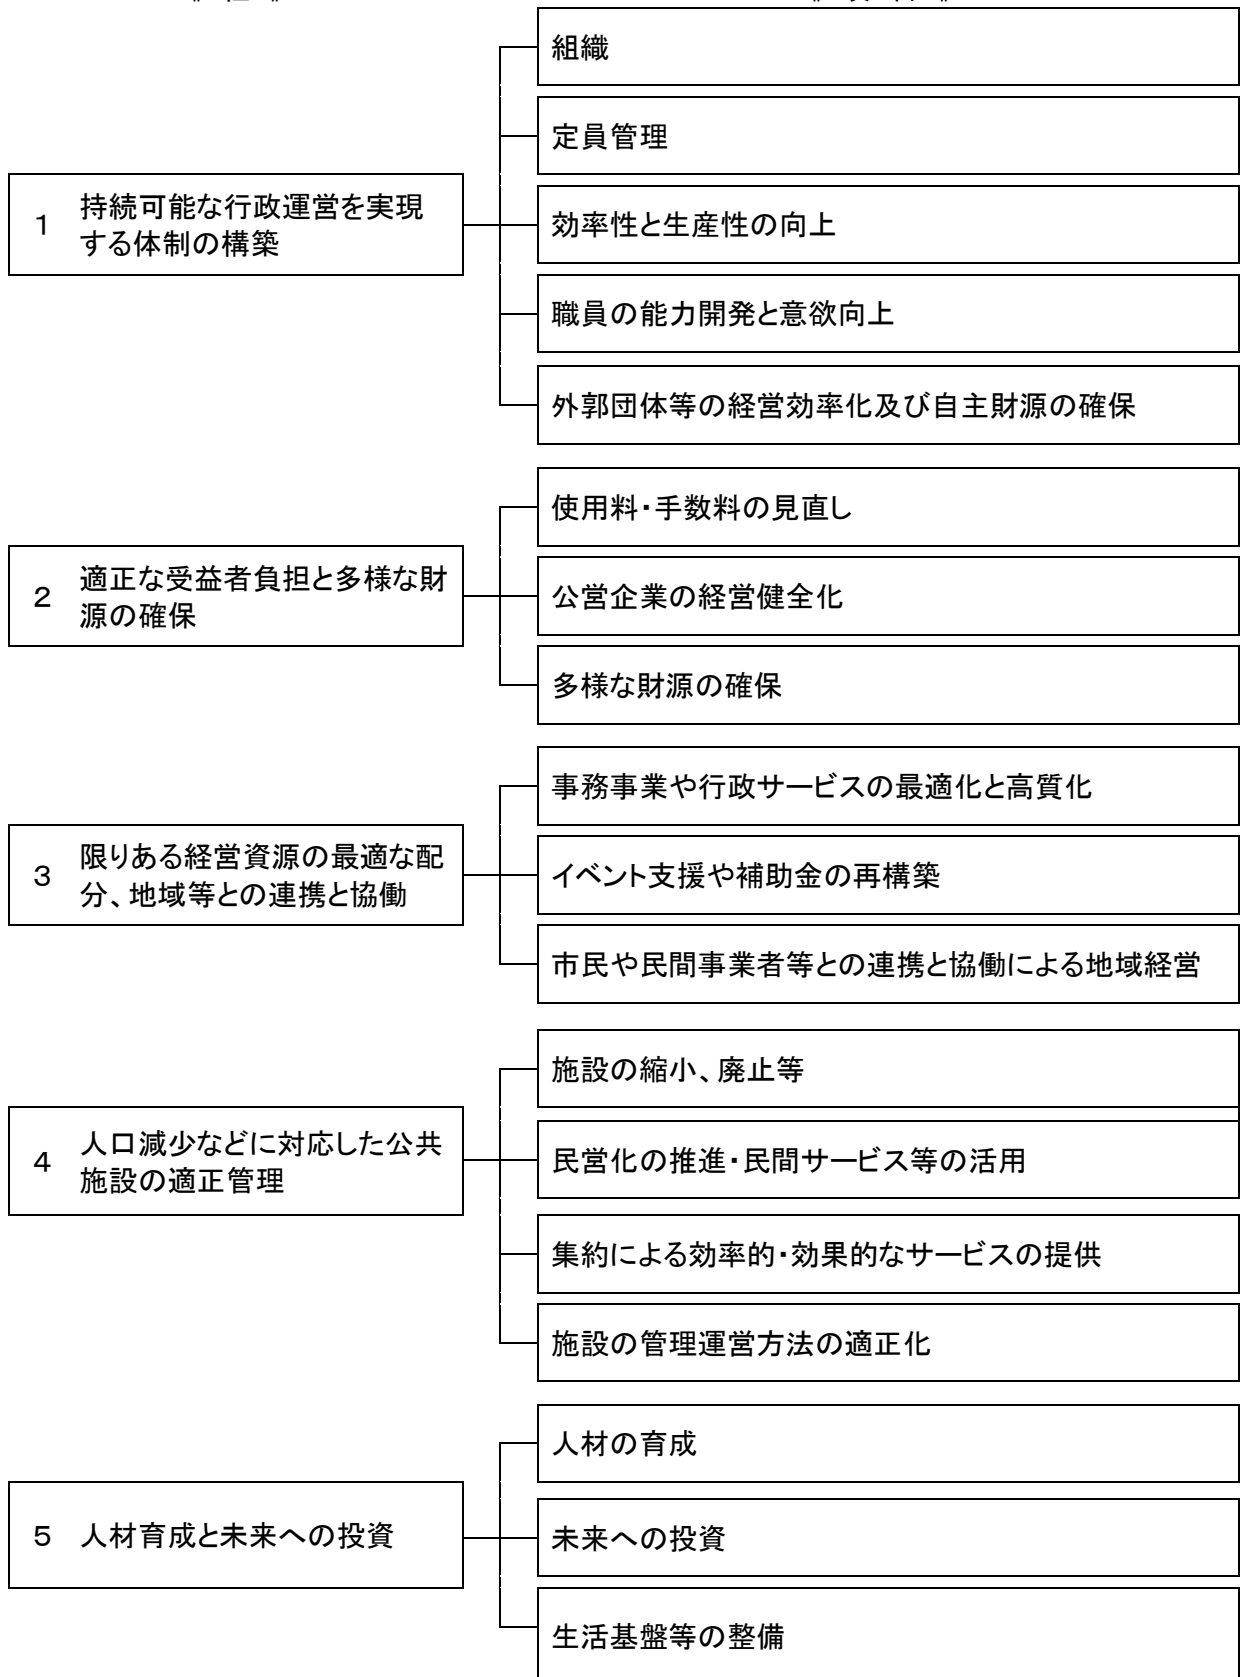 組織
定員管理
1 持続可能な行政運営を実現
する体制の構築
効率性と生産性の向上
職員の能力開発と意欲向上
外郭団体等の経営効率化及び自主財源の確保
使用料・手数料の見直し
2 適正な受益者負担と多様な財
源の確保
公営企業の経営健全化
多様な財源の確保
事務事業や行政サービスの最適化と高質化
3 限りある経営資源の最適な配
分、地域等との連携と協働
イベント支援や補助金の再構築
市民や民間事業者等との連携と協働による地域経営
施設の縮小、廃止等
4 人口減少などに対応した公共
施設の適正管理
民営化の推進・民間サービス等の活用
集約による効率的・効果的なサービスの提供
施設の管理運営方法の適正化
人材の育成
5 人材育成と未来への投資
未来への投資
生活基盤等の整備